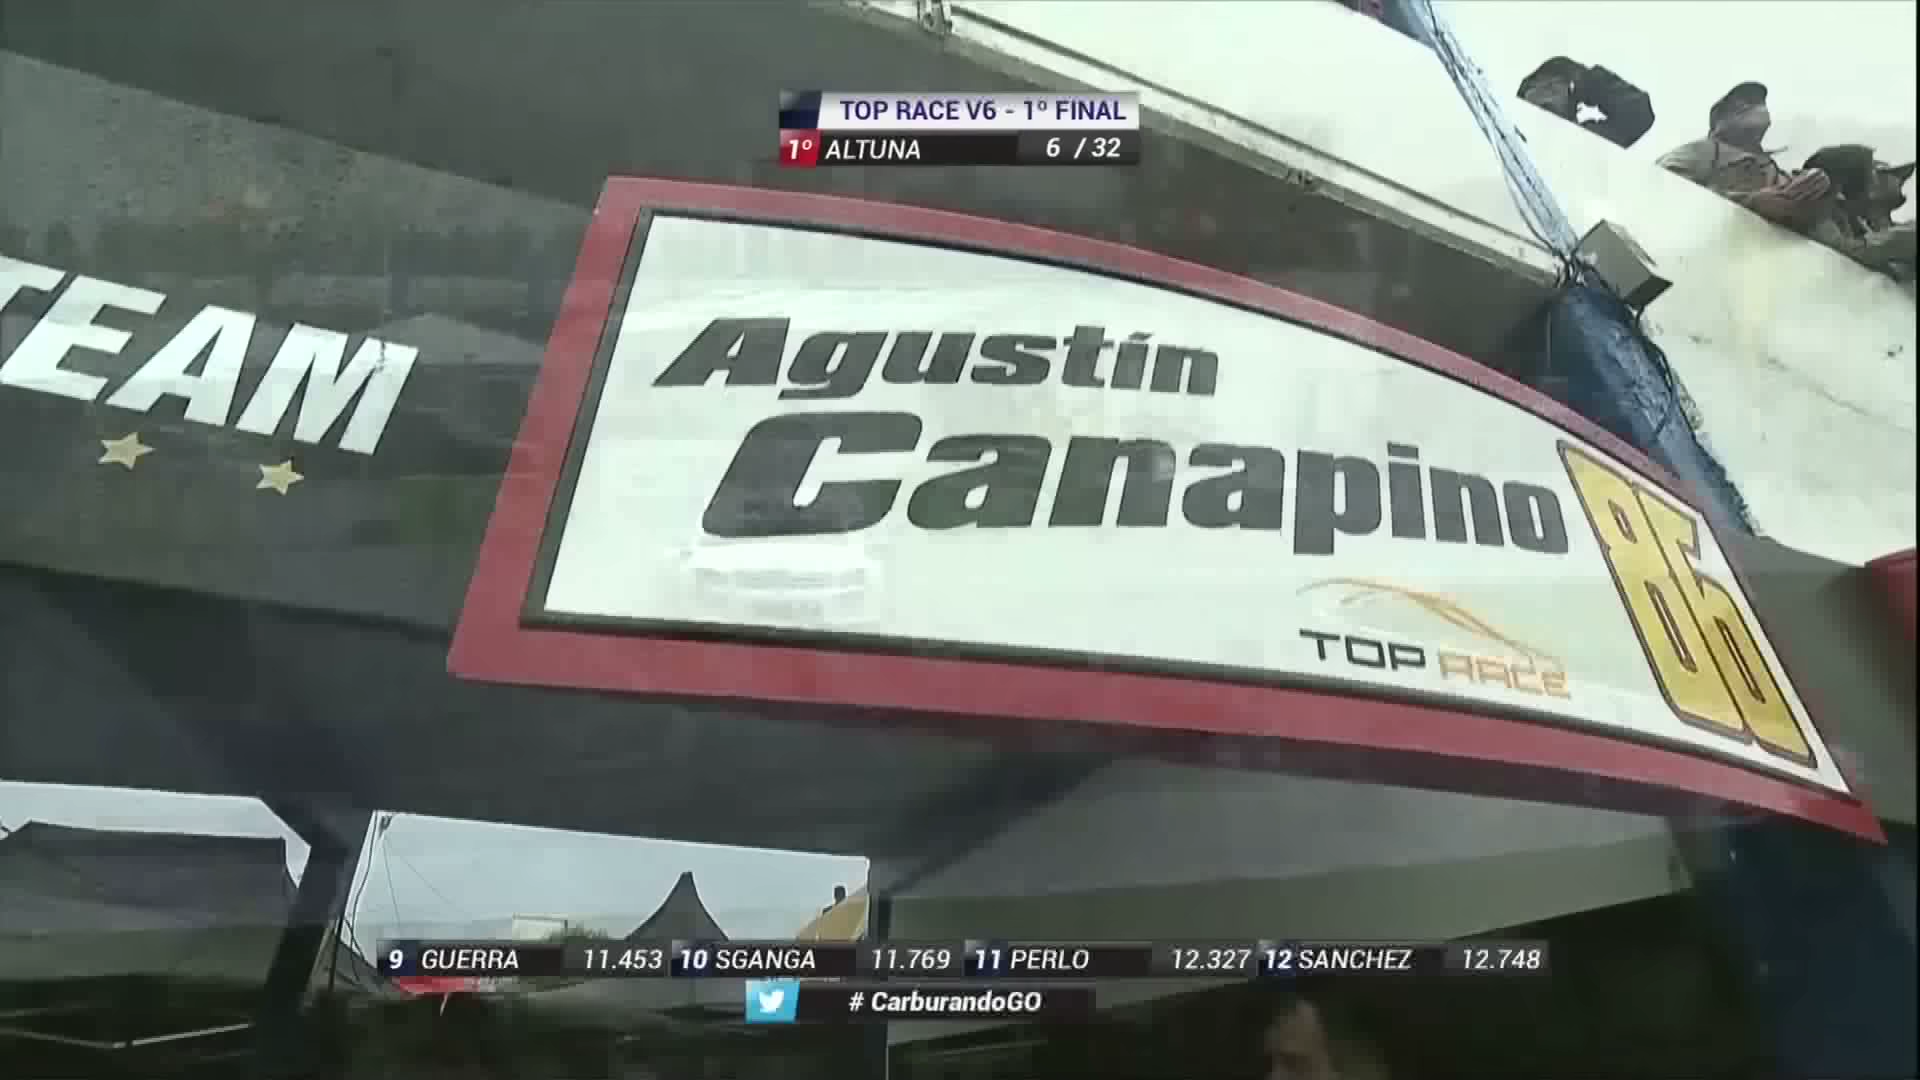 TOP RACE V6 - 1º FINAL
1º ALTUNA 6 / 32
TEAM
Agustín
Canapino
86
TOP RACE
9 GUERRA 11.453 10 SGANGA 11.769 11 PERLO 12.327 12 SANCHEZ 12.748
# CarburandoGO